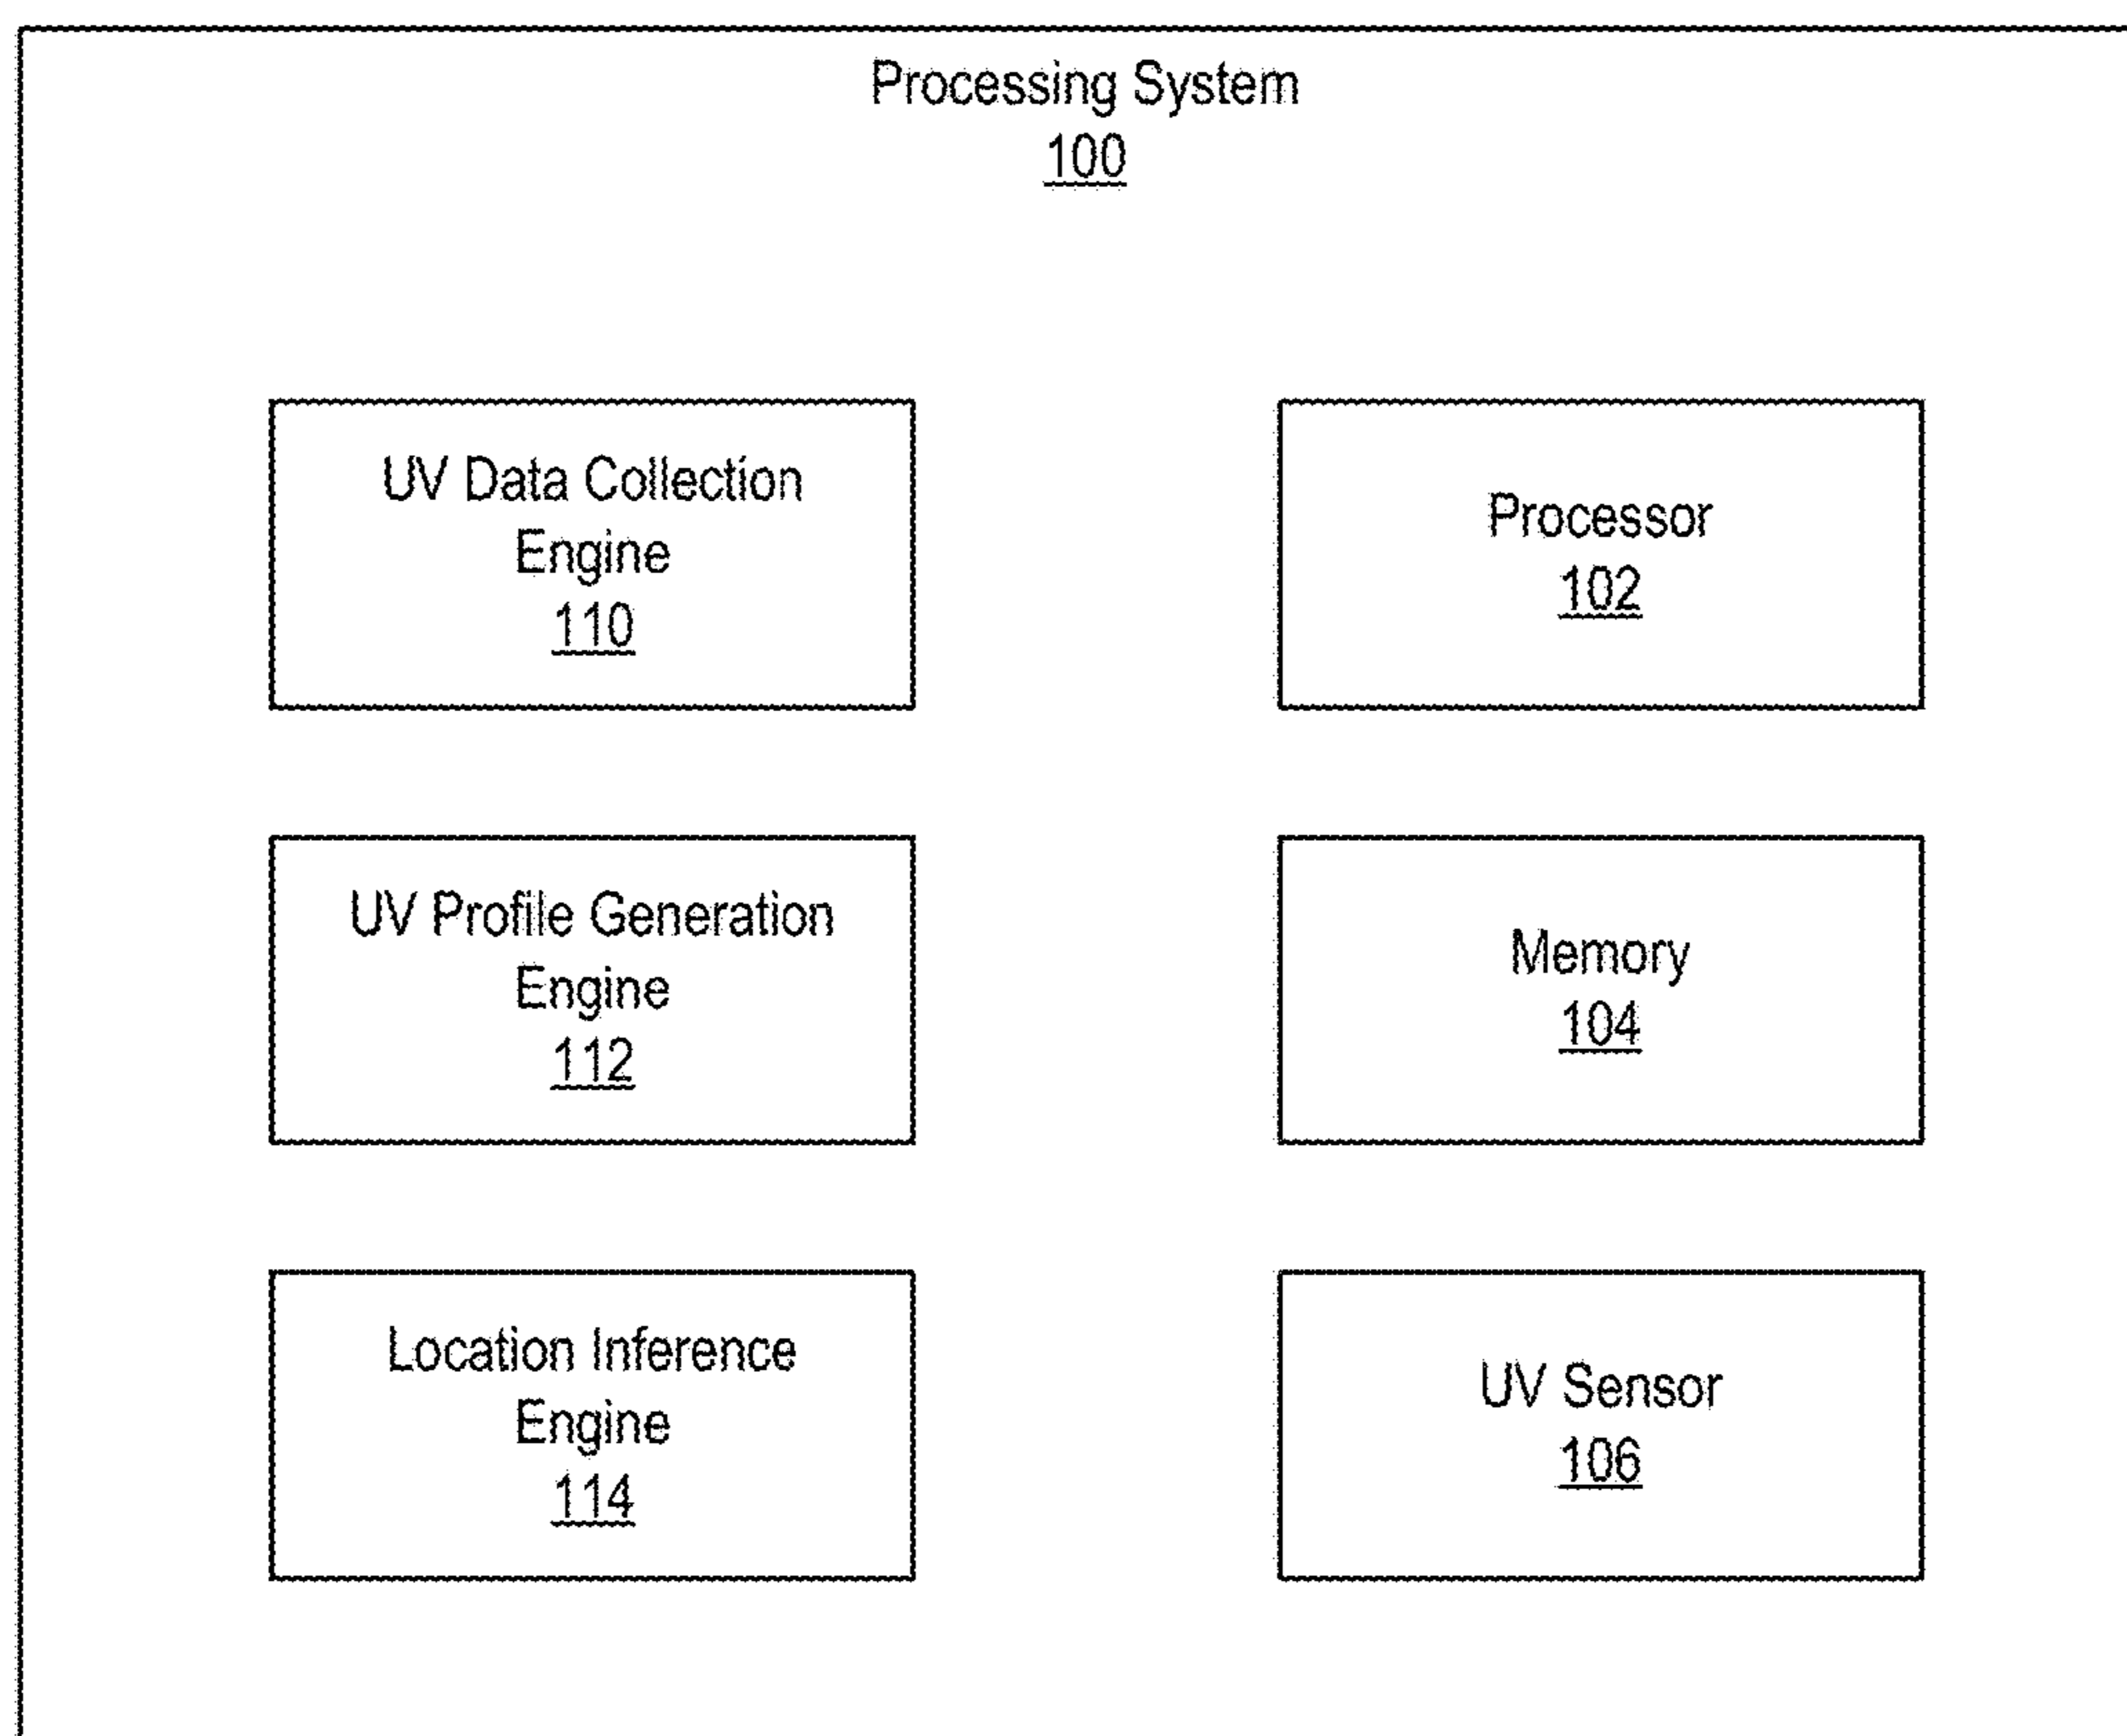 Processing System
100
UV Data Collection
Engine
110
Processor
102
UV Profile Generation
Engine
112
Memory
104
Location Inference
Engine
114
UV Sensor
106